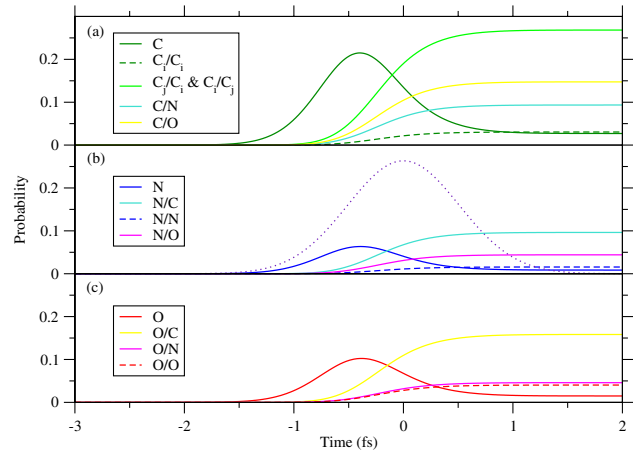 (a)
C
C_i/C_i
C_j/C_i & C_i/C_j
C/N
C/O
0.2
0.1
0
(b)
N
N/C
N/N
N/O
0.2
0.1
0
Probability
(c)
O
O/C
O/N
O/O
0.2
0.1
0
-3 -2 -1 0 1 2
Time (fs)